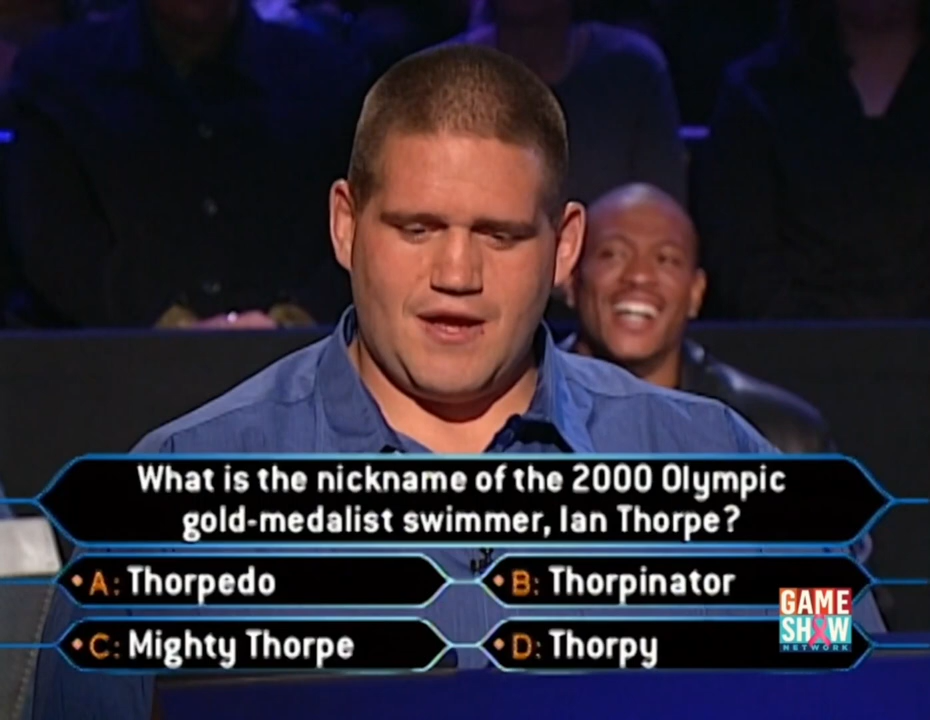 What is the nickname of the 2000 Olympic
gold-medalist swimmer, Ian Thorpe?
A: Thorpedo
B: Thorpinator
C: Mighty Thorpe
D: Thorpy
GAME
SHOW
NETWORK